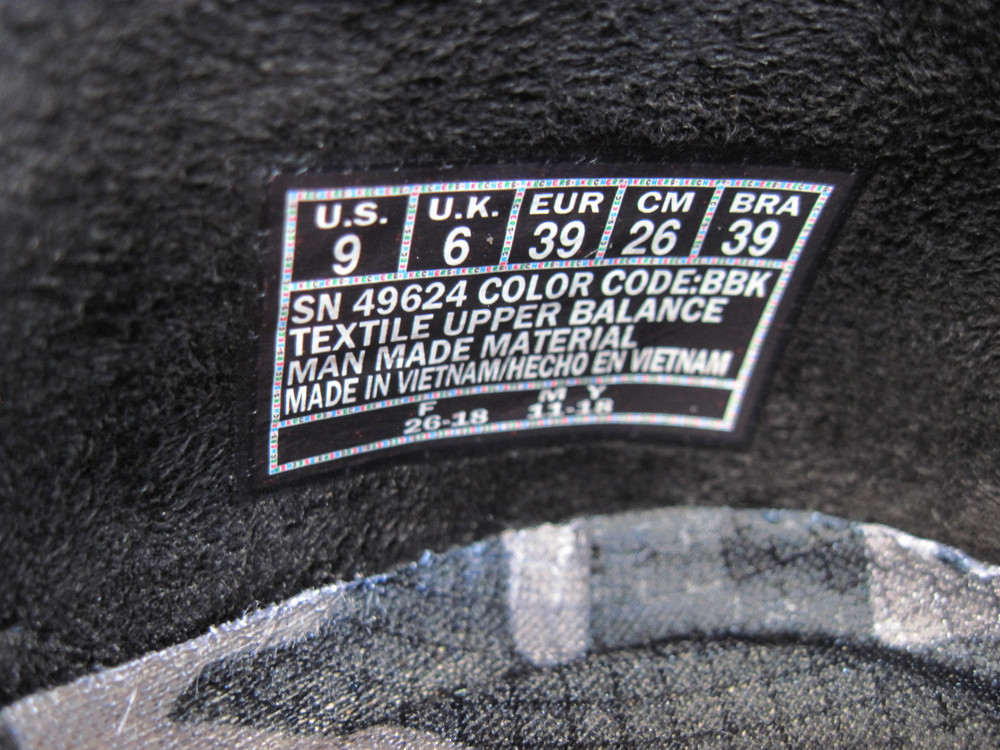 U.S. U.K. EUR CM BRA
9 6 39 26 39
SN 49624 COLOR CODE:BBK
TEXTILE UPPER BALANCE
MAN MADE MATERIAL
MADE IN VIETNAM/HECHO EN VIETNAM
F M Y
26-18 11-18